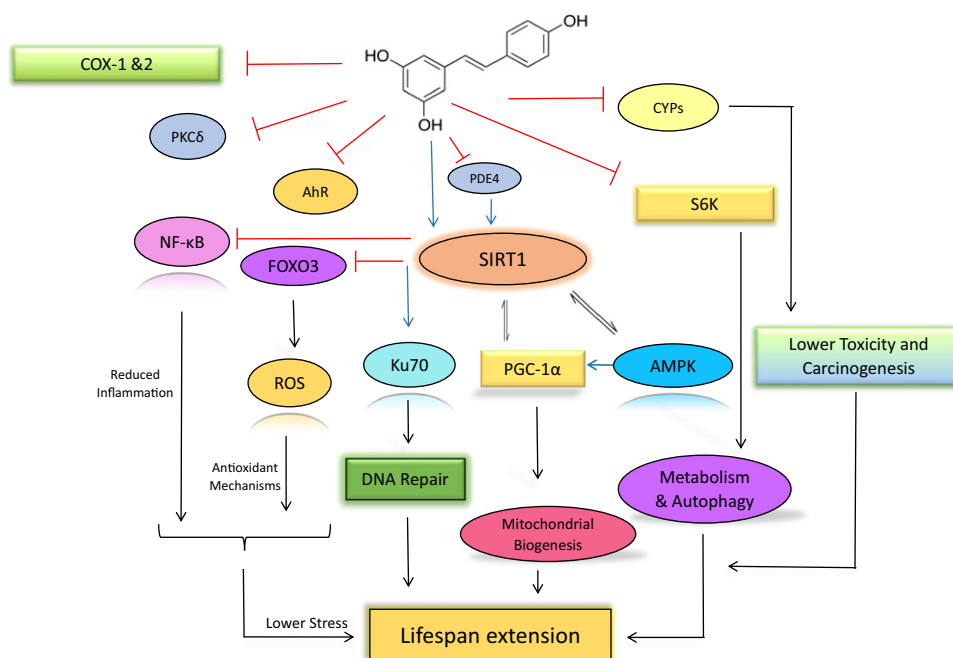 OH
HO
OH
COX-1 &2
CYPs
PKCδ
PDE4
AhR
S6K
NF-κB
SIRT1
FOXO3
Lower Toxicity and
Carcinogenesis
Ku70
PGC-1α
AMPK
Reduced
Inflammation
ROS
Antioxidant
Mechanisms
DNA Repair
Metabolism
& Autophagy
Mitochondrial
Biogenesis
Lower Stress
Lifespan extension